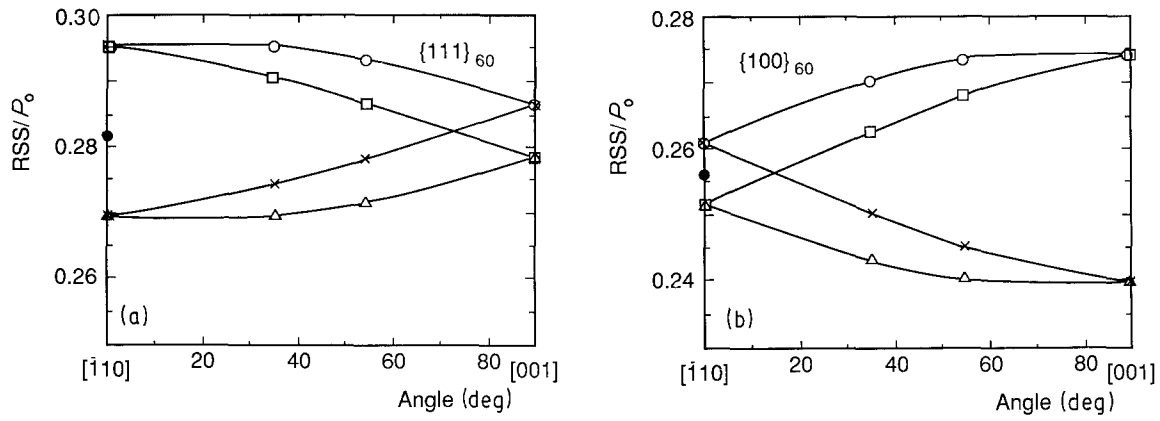 0.30
{111}60
RSS/Po
0.28
0.26
(a)
[1̄10] 20 40 60 80 [001]
Angle (deg)
0.28
{100}60
RSS/Po
0.26
0.24
(b)
[1̄10] 20 40 60 80 [001]
Angle (deg)